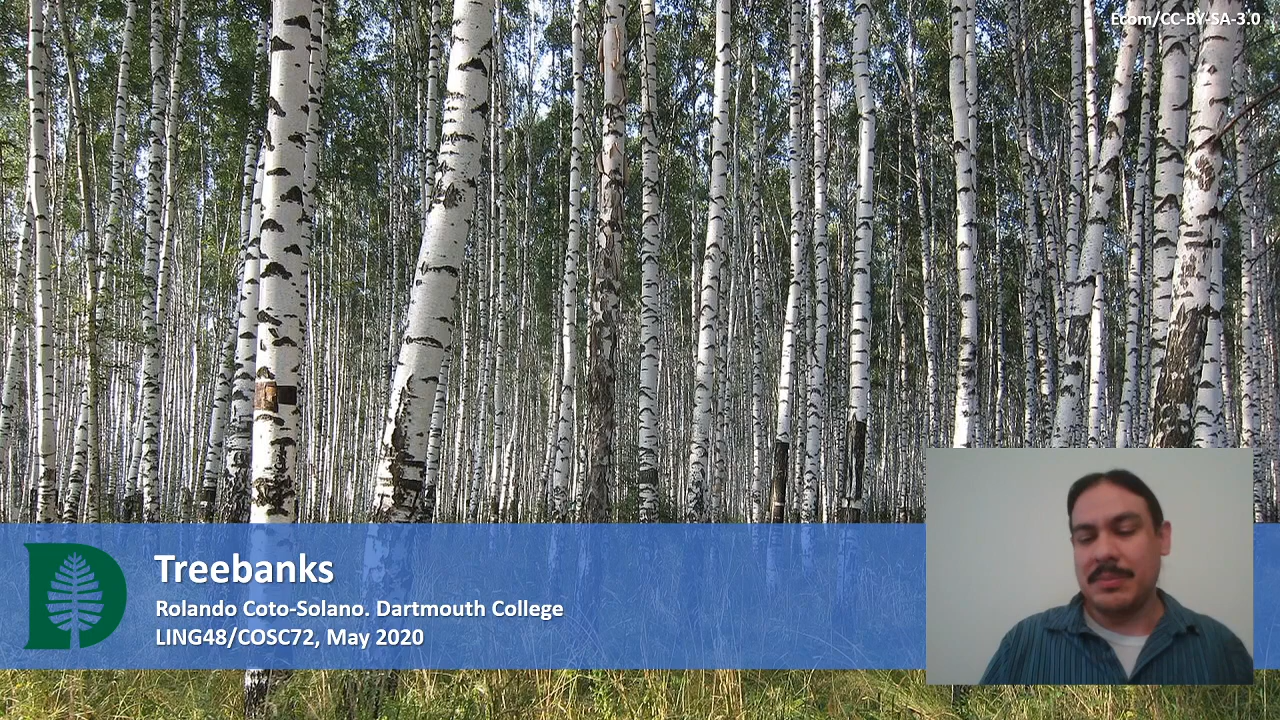 Ecom/CC-BY-SA-3.0
Treebanks
Rolando Coto-Solano. Dartmouth College
LING48/COSC72, May 2020